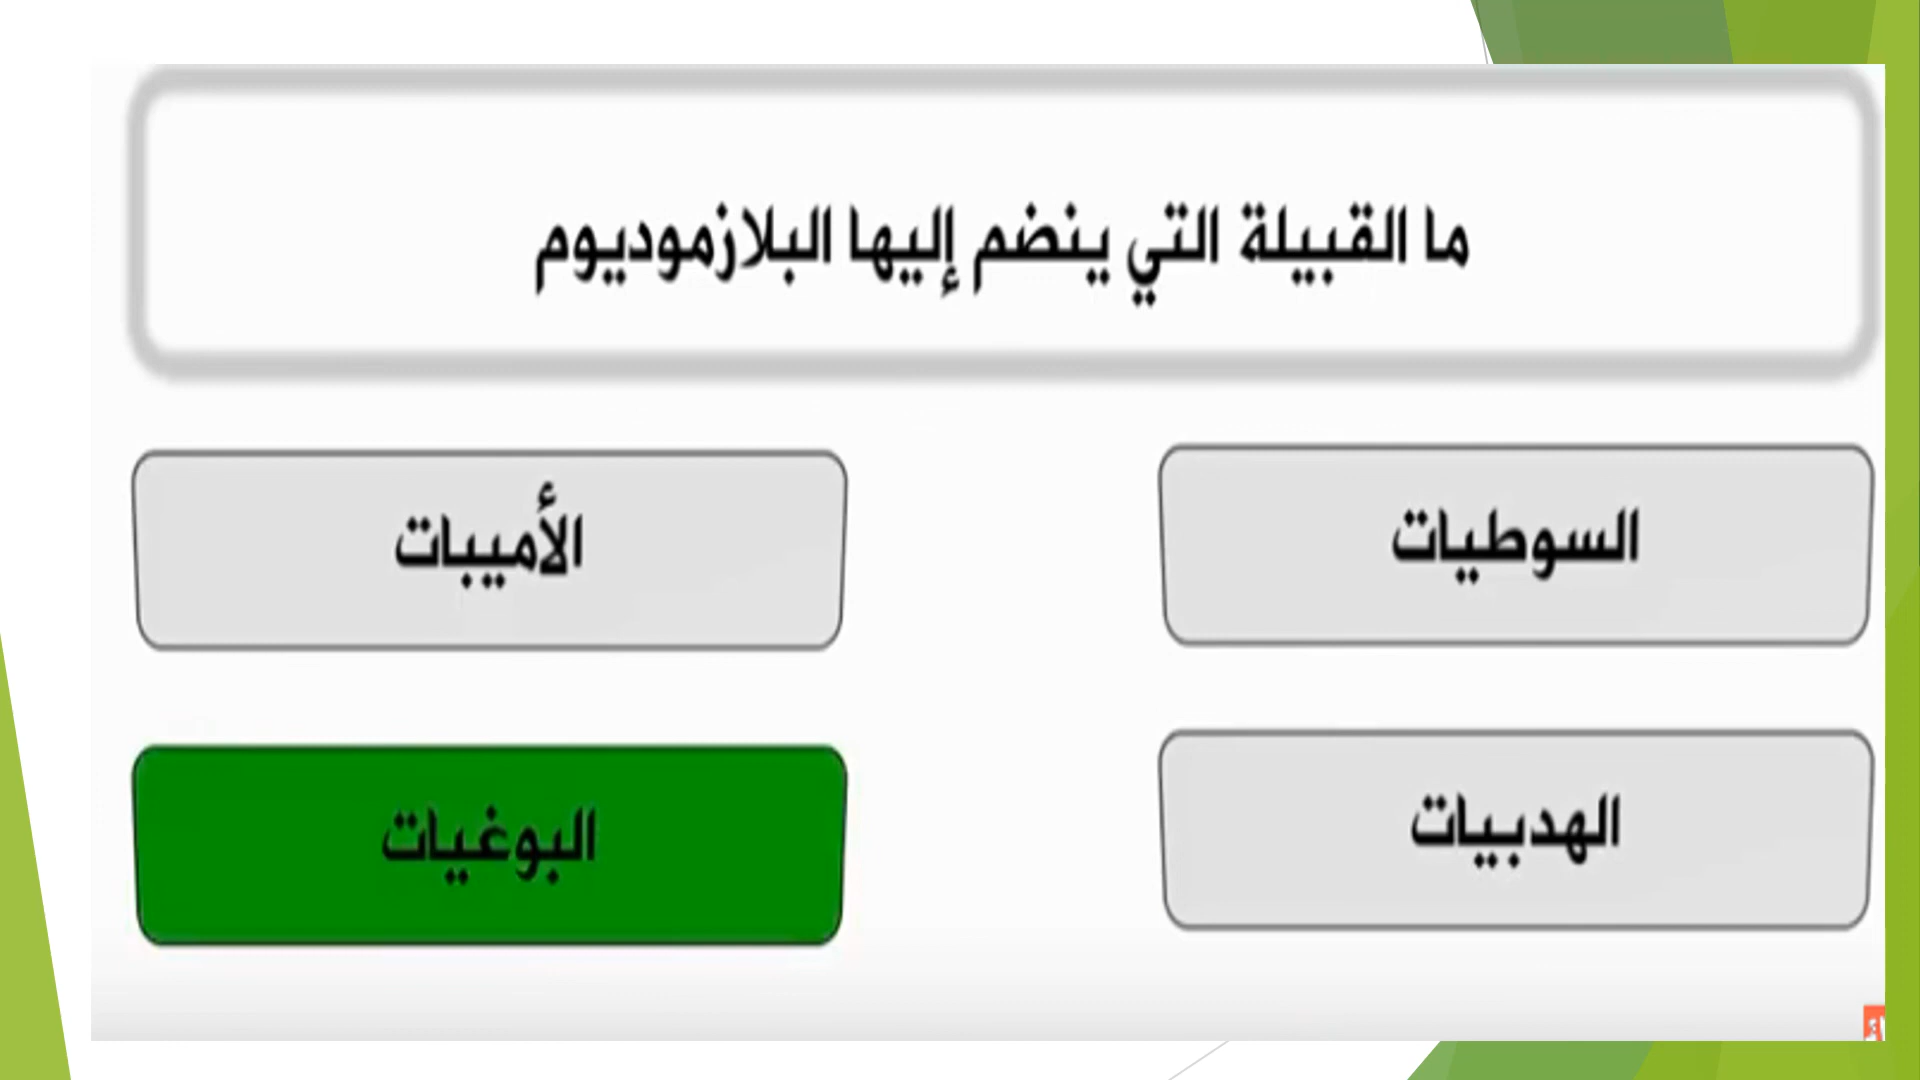 ما القبيلة التي ينضم إليها البلازموديوم
السوطيات
الأميبات
الهدبيات
البوغيات